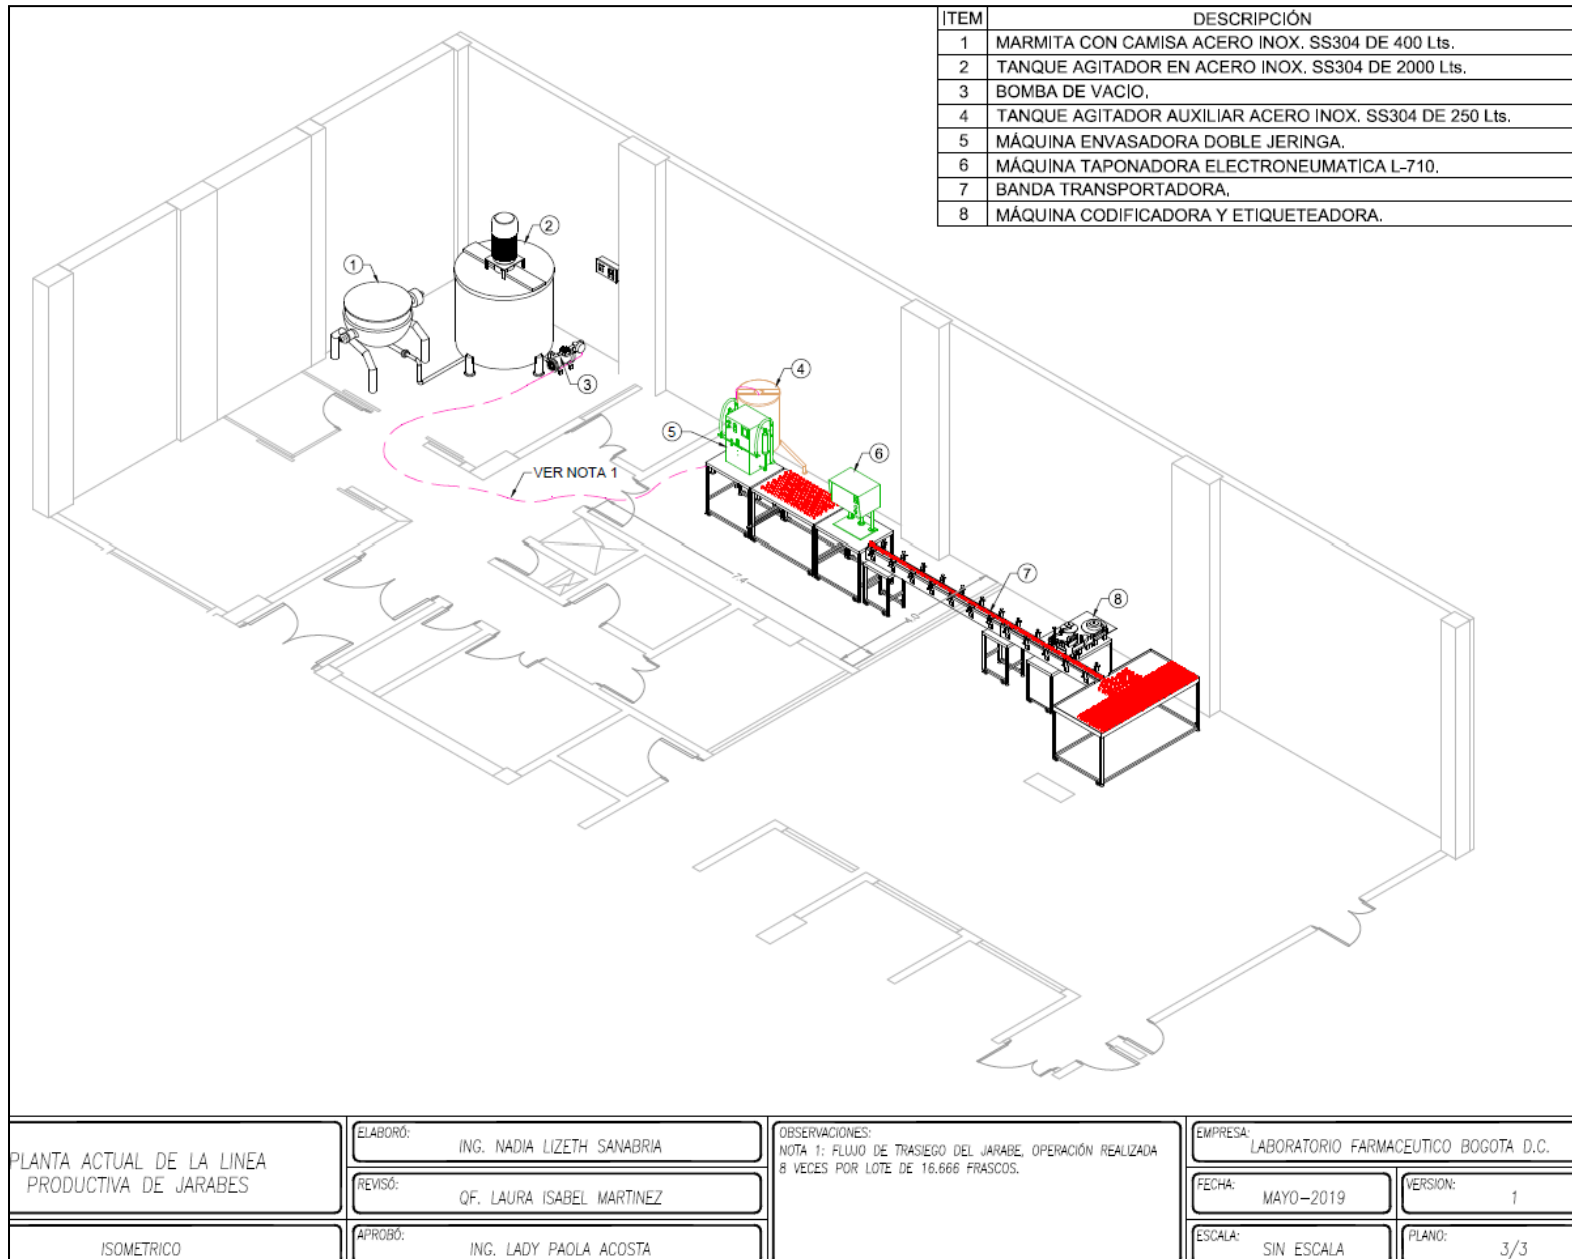 ITEM DESCRIPCIÓN
1 MARMITA CON CAMISA ACERO INOX. SS304 DE 400 Lts.
2 TANQUE AGITADOR EN ACERO INOX. SS304 DE 2000 Lts.
3 BOMBA DE VACIO.
4 TANQUE AGITADOR AUXILIAR ACERO INOX. SS304 DE 250 Lts.
5 MÁQUINA ENVASADORA DOBLE JERINGA.
6 MÁQUINA TAPONADORA ELECTRONEUMATICA L-710.
7 BANDA TRANSPORTADORA.
8 MÁQUINA CODIFICADORA Y ETIQUETEADORA.
2
1
3
4
5
6
VER NOTA 1
7
8
7.4
PLANTA ACTUAL DE LA LINEA
PRODUCTIVA DE JARABES
ISOMETRICO
ELABORÓ:
ING. NADIA LIZETH SANABRIA
REVISÓ:
QF. LAURA ISABEL MARTINEZ
APROBÓ:
ING. LADY PAOLA ACOSTA
OBSERVACIONES:
NOTA 1: FLUJO DE TRASIEGO DEL JARABE, OPERACIÓN REALIZADA
8 VECES POR LOTE DE 16.666 FRASCOS.
EMPRESA:
LABORATORIO FARMACEUTICO BOGOTA D.C.
FECHA:
MAYO-2019
VERSION:
1
ESCALA:
SIN ESCALA
PLANO:
3/3